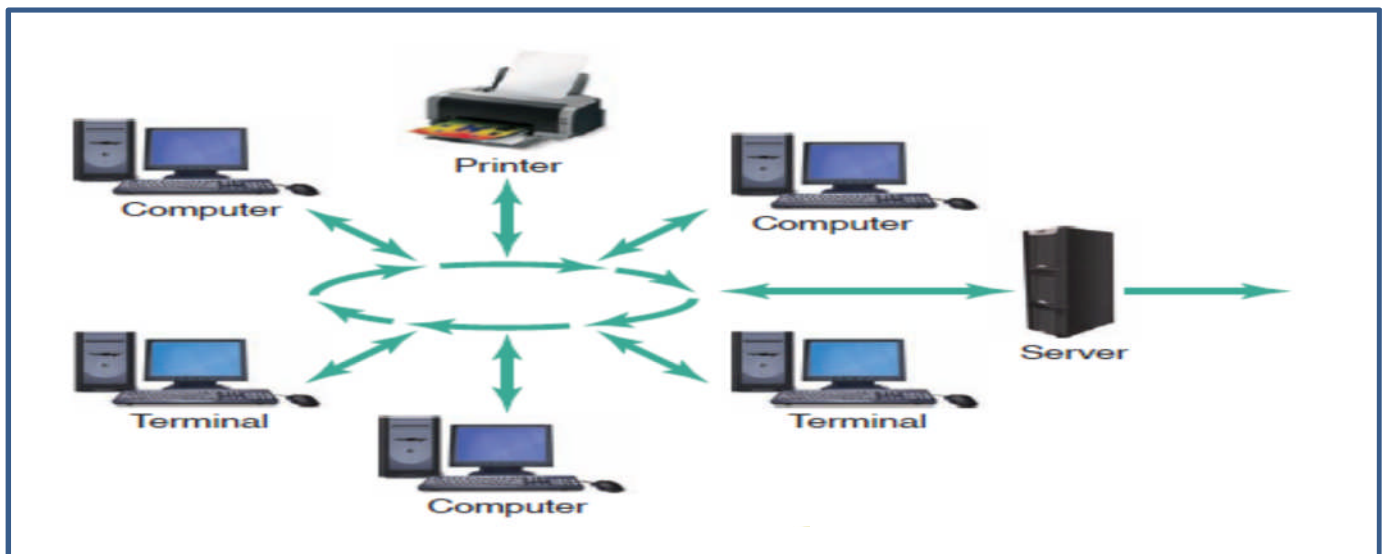 Printer
Computer
Computer
Server
Terminal
Terminal
Computer